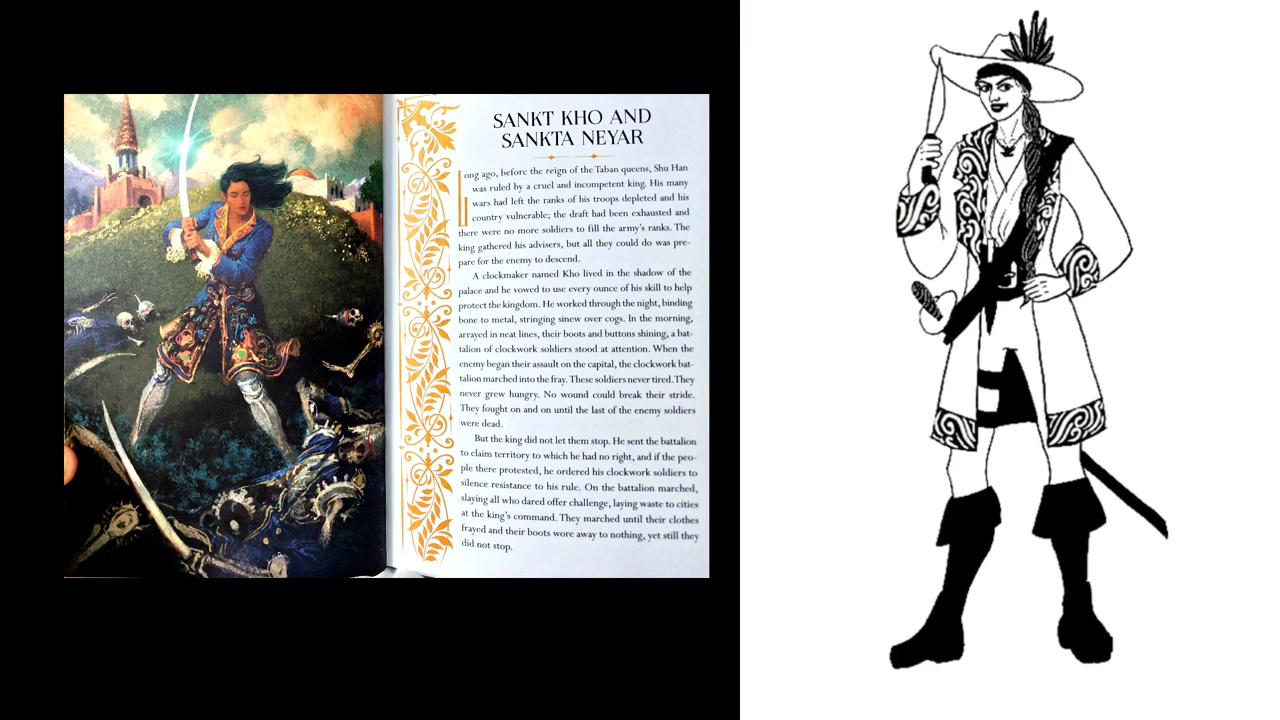 SANKT KHO AND
SANKTA NEYAR
Long ago, before the reign of the Taban queens, Shu Han
was ruled by a cruel and incompetent king. His many
wars had left the ranks of his troops depleted and his
country vulnerable; the draft had been exhausted and
there were no more soldiers to fill the army's ranks. The
king gathered his advisers, but all they could do was pre-
pare for the enemy to descend.
A clockmaker named Kho lived in the shadow of the
palace and he vowed to use every ounce of his skill to help
protect the kingdom. He worked through the night, binding
bone to metal, stringing sinew over cogs. In the morning,
arrayed in neat lines, their boots and buttons shining, a bat-
talion of clockwork soldiers stood at attention. When the
enemy began their assault on the capital, the clockwork bat-
talion marched into the fray. These soldiers never tired. They
never grew hungry. No wound could break their stride.
They fought on and on until the last of the enemy soldiers
were dead.
But the king did not let them stop. He sent the battalion
to claim territory to which he had no right, and if the peo-
ple there protested, he ordered his clockwork soldiers to
silence resistance to his rule. On the battalion marched,
slaying all who dared offer challenge, laying waste to cities
at the king's command. They marched until their clothes
frayed and their boots wore away to nothing, yet still they
did not stop.